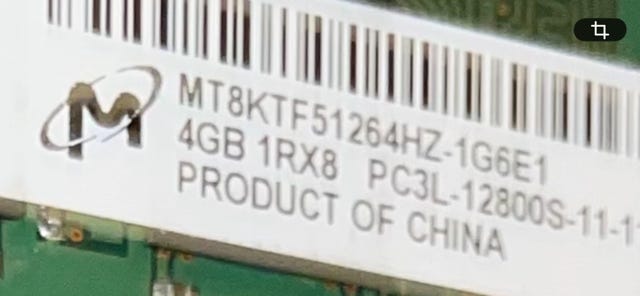 MT8KTF51264HZ-1G6E1
4GB 1RX8 PC3L-12800S-11-1
PRODUCT OF CHINA